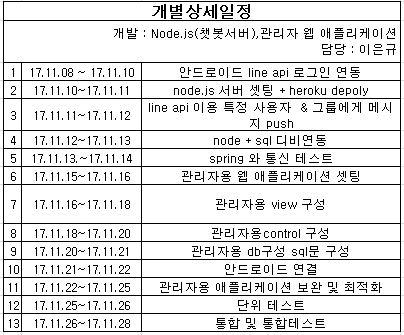 개별상세일정
개발 : Node.js(챗봇서버),관리자 웹 애플리케이션
담당 : 이은규
1 17.11.08 ~ 17.11.10 안드로이드 line api 로그인 연동
2 17.11.10~17.11.11 node.js 서버 셋팅 + heroku depoly
3 17.11.11~17.11.12 line api 이용 특정 사용자 & 그룹에게 메시
지 push
4 17.11.12~17.11.13 node + sql 디비연동
5 17.11.13.~17.11.14 spring 와 통신 테스트
6 17.11.15~17.11.16 관리자용 웹 애플리케이션 셋팅
7 17.11.16~17.11.18 관리자용 view 구성
8 17.11.18~17.11.20 관리자용control 구성
9 17.11.20~17.11.21 관리자용 db구성 sql문 구성
10 17.11.21~17.11.22 안드로이드 연결
11 17.11.22~17.11.25 관리자용 애플리케이션 보완 및 최적화
12 17.11.25~17.11.26 단위 테스트
13 17.11.26~17.11.28 통합 및 통합테스트